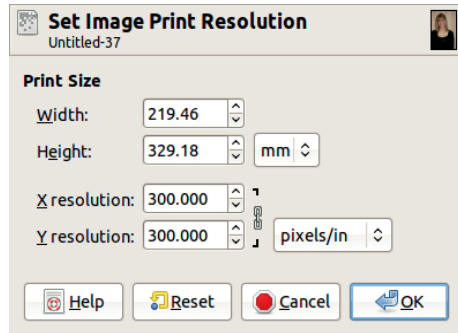 Set Image Print Resolution
Untitled-37
Print Size
Width: 219.46
Height: 329.18 mm
X resolution: 300.000
Y resolution: 300.000 pixels/in
Help Reset Cancel OK